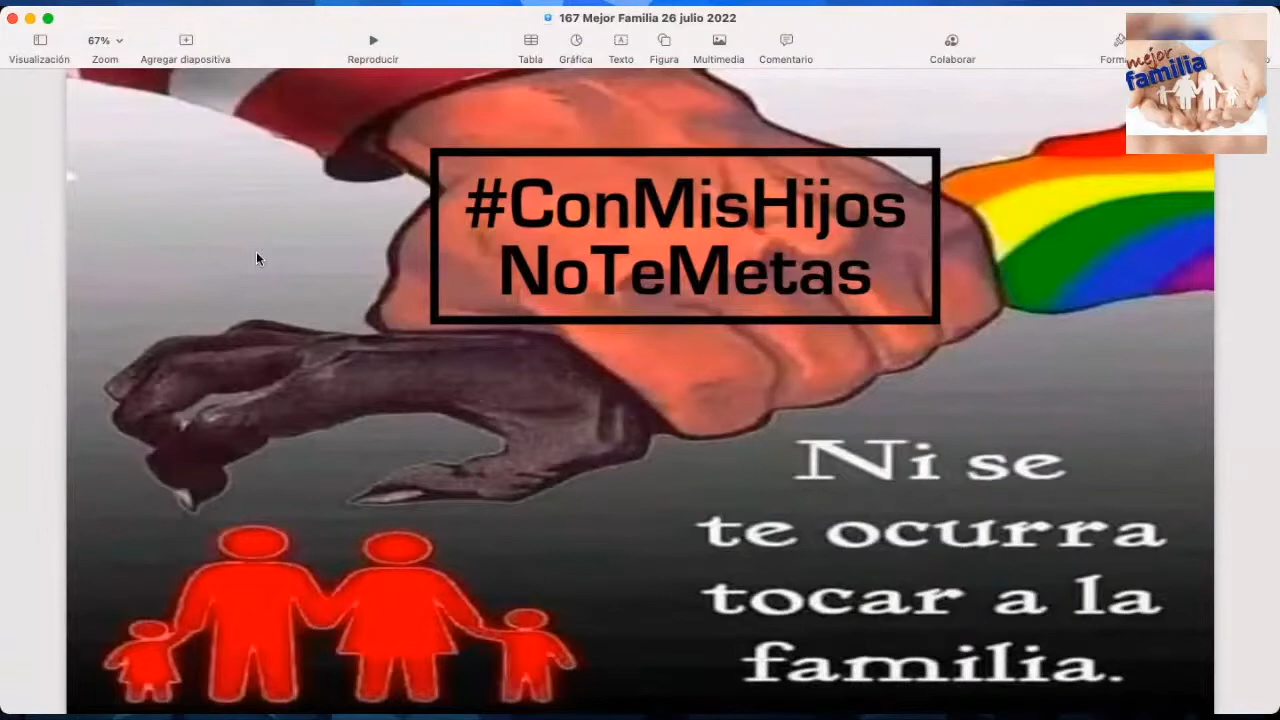 167 Mejor Familia 26 julio 2022
67%
Visualización
Zoom
Agregar diapositiva
Reproducir
Tabla
Gráfica
Texto
Figura
Multimedia
Comentario
Colaborar
mejor
familia
#ConMisHijos
NoTeMetas
Ni se
te ocurra
tocar a la
familia.